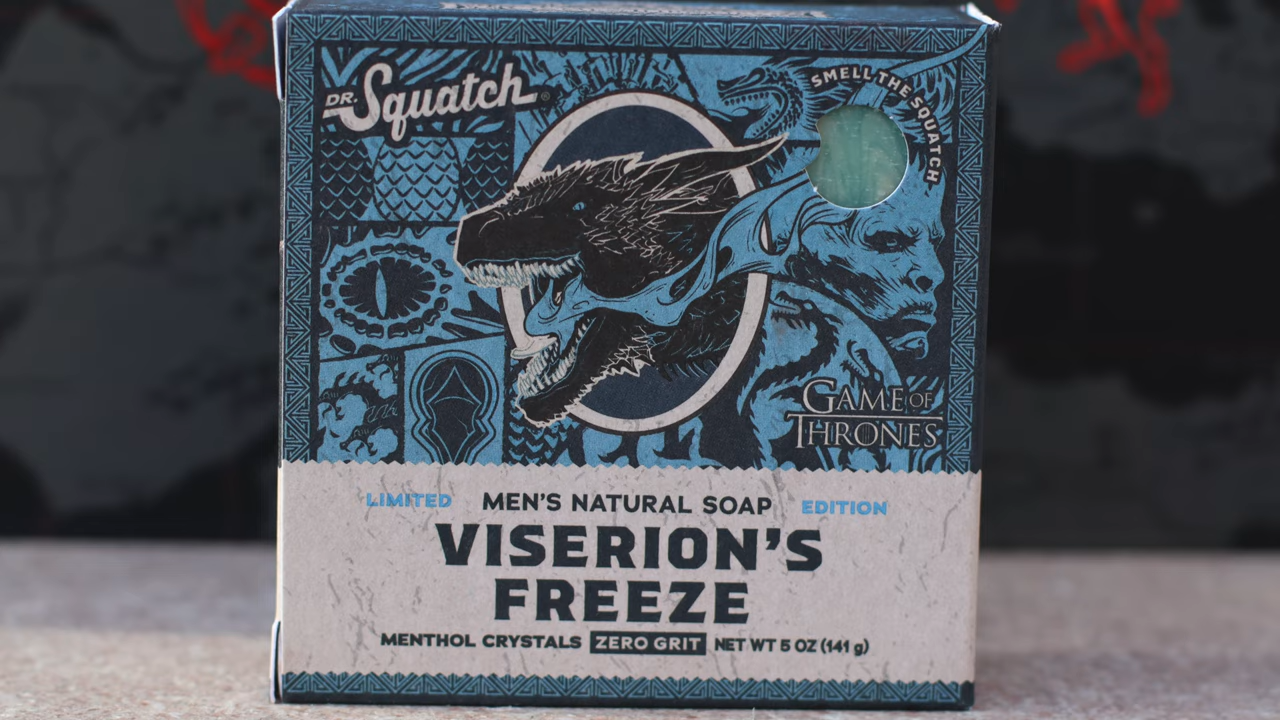 DR. Squatch
SMELL THE SQUATCH
GAME OF
THRONES
LIMITED MEN'S NATURAL SOAP EDITION
VISERION'S
FREEZE
MENTHOL CRYSTALS ZERO GRIT NET WT 5 OZ (141 g)